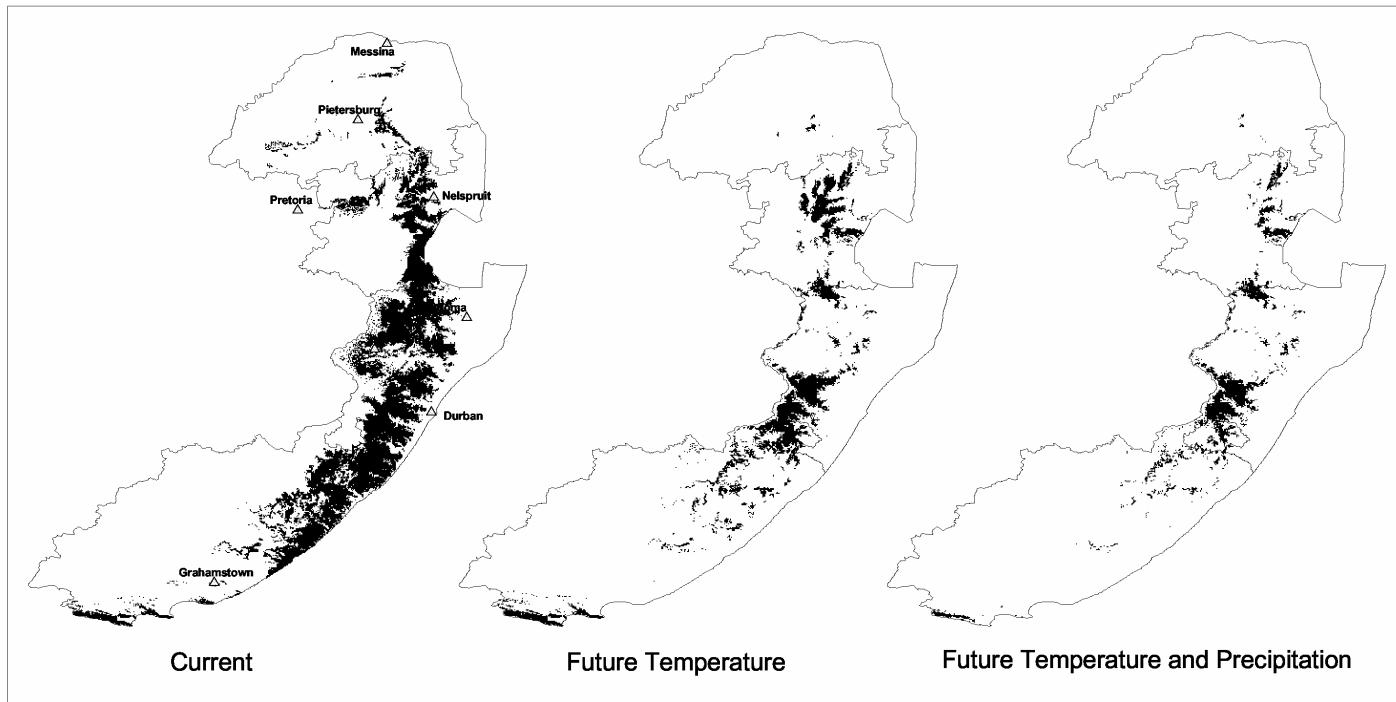 Messina
Pietersburg
Nelspruit
Pretoria
Durban
Grahamstown
Current
Future Temperature
Future Temperature and Precipitation